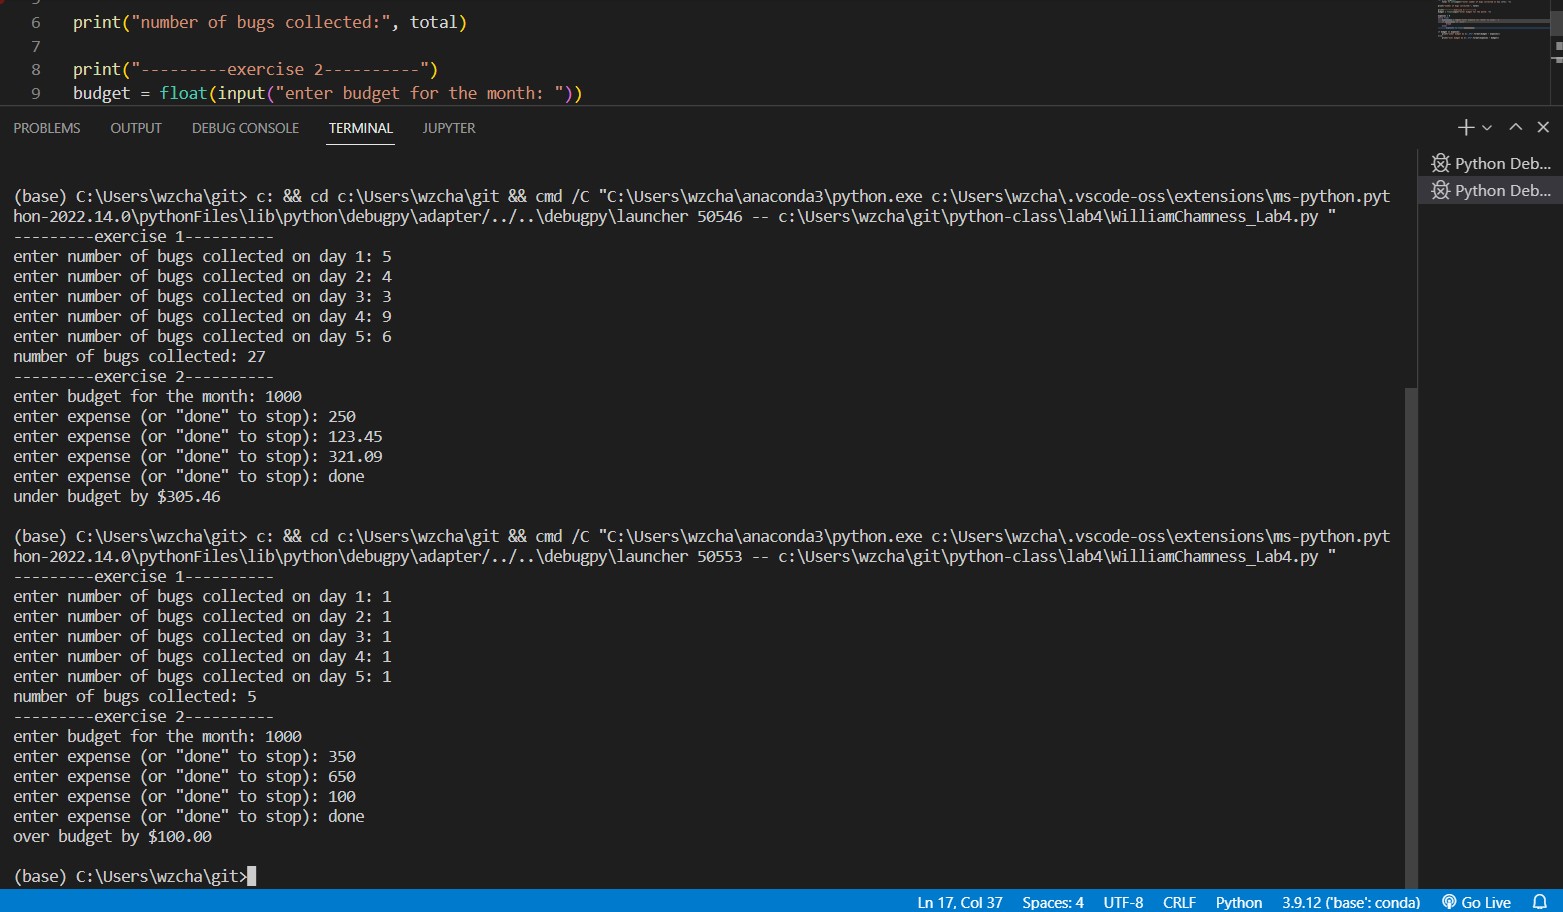 6 print("number of bugs collected:", total)
7
8 print("---------exercise 2----------")
9 budget = float(input("enter budget for the month: "))
PROBLEMS OUTPUT DEBUG CONSOLE TERMINAL JUPYTER
Python Deb...
Python Deb...
(base) C:\Users\wzcha\git> c: && cd c:\Users\wzcha\git && cmd /C "C:\Users\wzcha\anaconda3\python.exe c:\Users\wzcha\.vscode-oss\extensions\ms-python.pyt
hon-2022.14.0\pythonFiles\lib\python\debugpy\adapter/../..\debugpy\launcher 50546 -- c:\Users\wzcha\git\python-class\lab4\WilliamChamness_Lab4.py "
---------exercise 1----------
enter number of bugs collected on day 1: 5
enter number of bugs collected on day 2: 4
enter number of bugs collected on day 3: 3
enter number of bugs collected on day 4: 9
enter number of bugs collected on day 5: 6
number of bugs collected: 27
---------exercise 2----------
enter budget for the month: 1000
enter expense (or "done" to stop): 250
enter expense (or "done" to stop): 123.45
enter expense (or "done" to stop): 321.09
enter expense (or "done" to stop): done
under budget by $305.46
(base) C:\Users\wzcha\git> c: && cd c:\Users\wzcha\git && cmd /C "C:\Users\wzcha\anaconda3\python.exe c:\Users\wzcha\.vscode-oss\extensions\ms-python.pyt
hon-2022.14.0\pythonFiles\lib\python\debugpy\adapter/../..\debugpy\launcher 50553 -- c:\Users\wzcha\git\python-class\lab4\WilliamChamness_Lab4.py "
---------exercise 1----------
enter number of bugs collected on day 1: 1
enter number of bugs collected on day 2: 1
enter number of bugs collected on day 3: 1
enter number of bugs collected on day 4: 1
enter number of bugs collected on day 5: 1
number of bugs collected: 5
---------exercise 2----------
enter budget for the month: 1000
enter expense (or "done" to stop): 350
enter expense (or "done" to stop): 650
enter expense (or "done" to stop): 100
enter expense (or "done" to stop): done
over budget by $100.00
(base) C:\Users\wzcha\git>
Ln 17, Col 37 Spaces: 4 UTF-8 CRLF Python 3.9.12 ('base': conda) Go Live